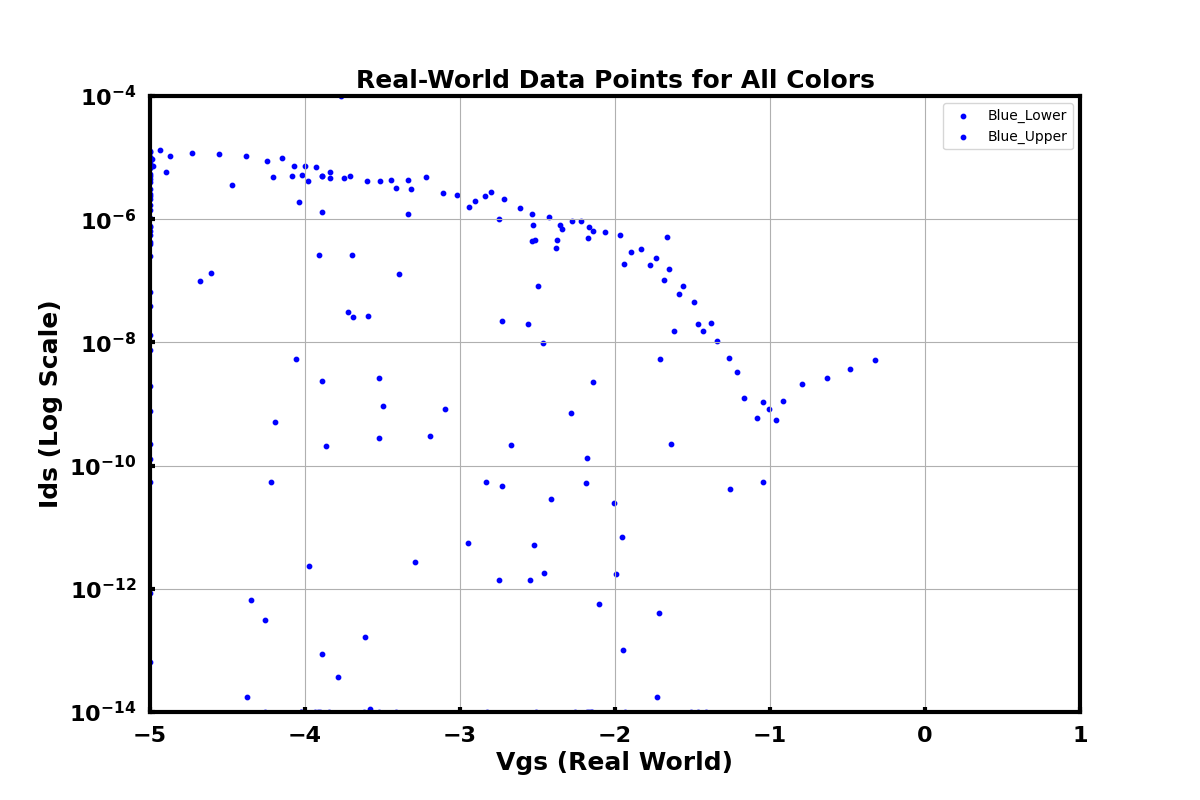 Real-World Data Points for All Colors
Blue_Lower
Blue_Upper
Ids (Log Scale)
10⁻⁴
10⁻⁶
10⁻⁸
10⁻¹⁰
10⁻¹²
10⁻¹⁴
−5 −4 −3 −2 −1 0 1
Vgs (Real World)